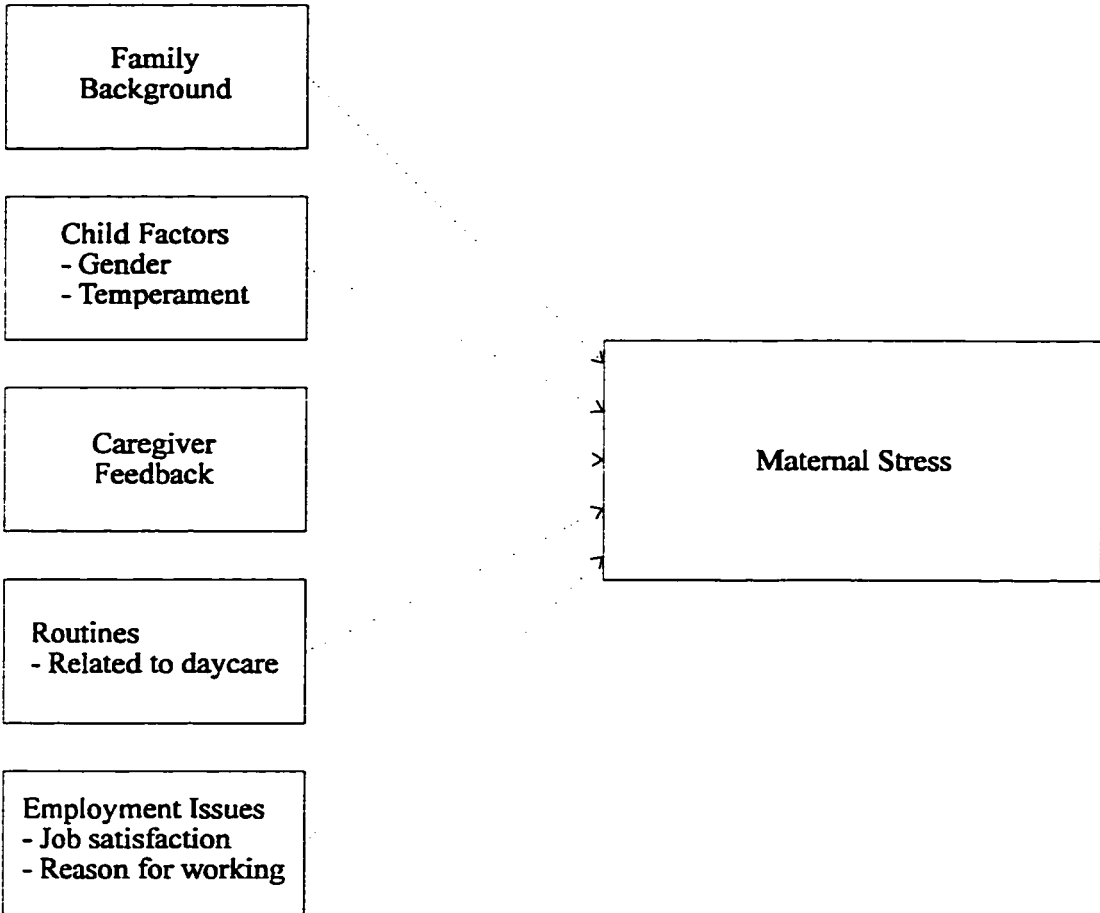 Family
Background
Child Factors
- Gender
- Temperament
Caregiver
Feedback
Maternal Stress
Routines
- Related to daycare
Employment Issues
- Job satisfaction
- Reason for working